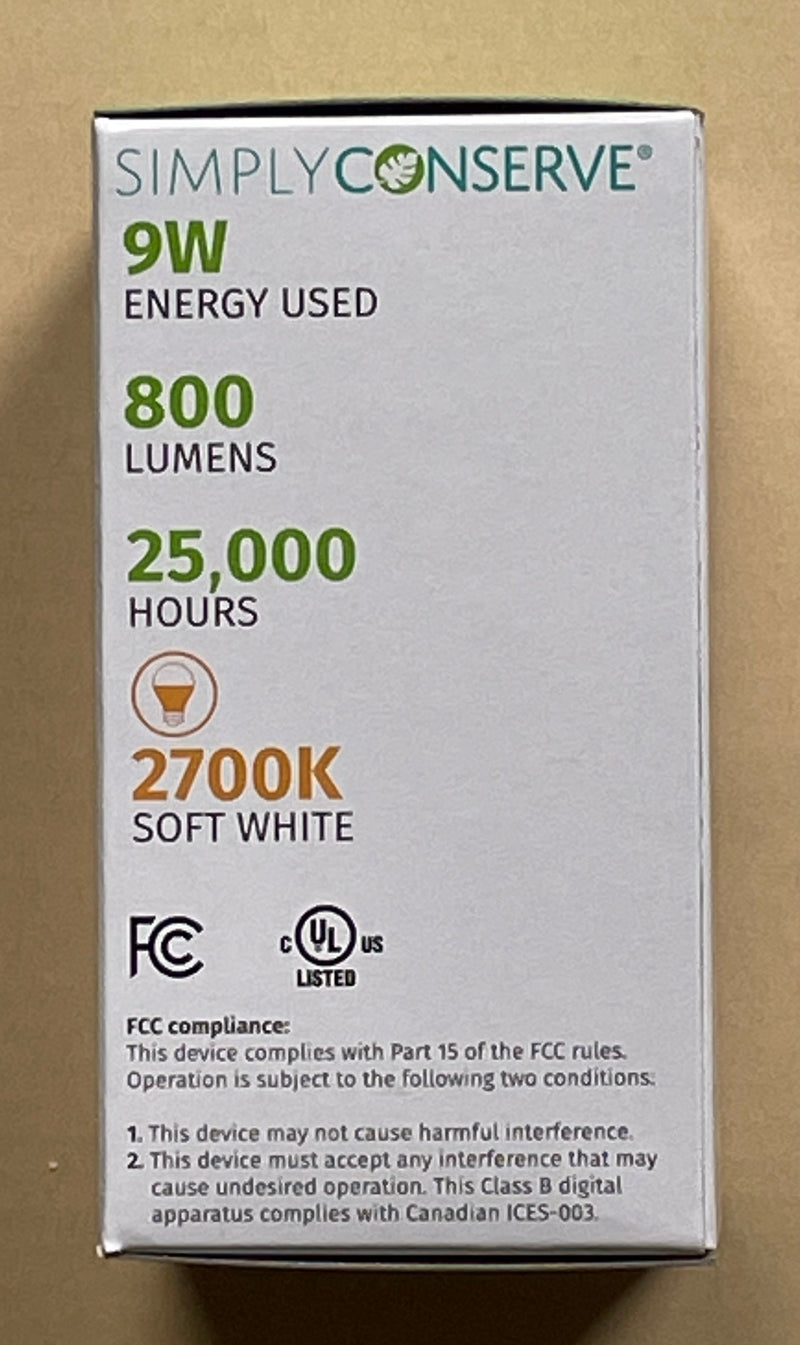 SIMPLYCONSERVE®
9W
ENERGY USED
800
LUMENS
25,000
HOURS
2700K
SOFT WHITE
FC
C UL US
LISTED
FCC compliance:
This device complies with Part 15 of the FCC rules.
Operation is subject to the following two conditions:
1. This device may not cause harmful interference.
2. This device must accept any interference that may
cause undesired operation. This Class B digital
apparatus complies with Canadian ICES-003.